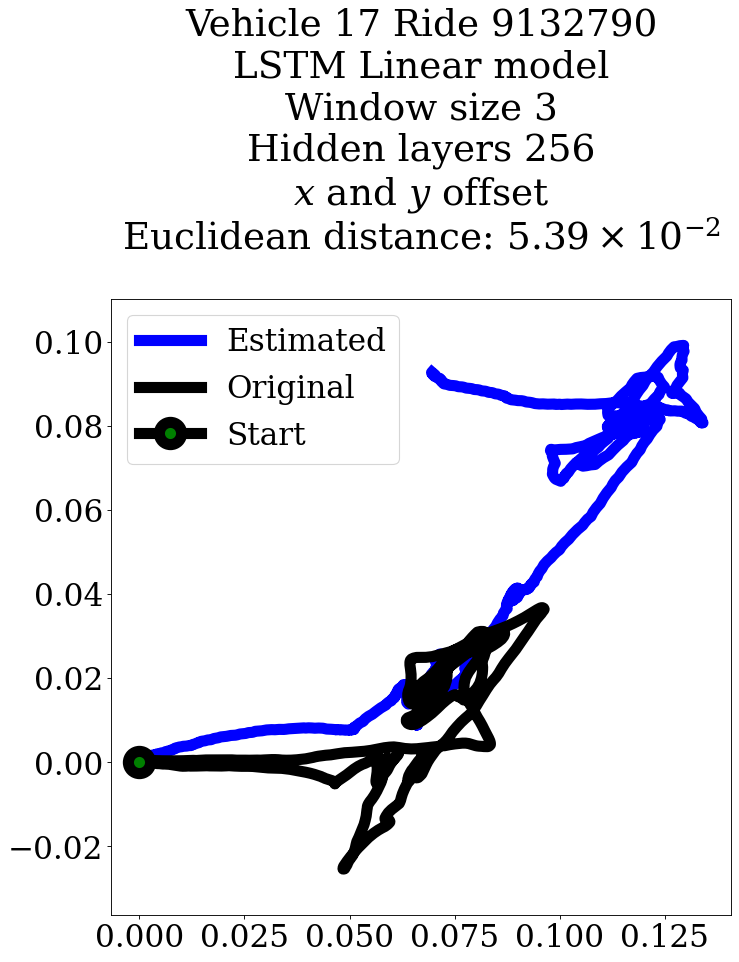 Vehicle 17 Ride 9132790
LSTM Linear model
Window size 3
Hidden layers 256
x and y offset
Euclidean distance: 5.39 × 10⁻²
Estimated
Original
Start
0.10
0.08
0.06
0.04
0.02
0.00
−0.02
0.000 0.025 0.050 0.075 0.100 0.125